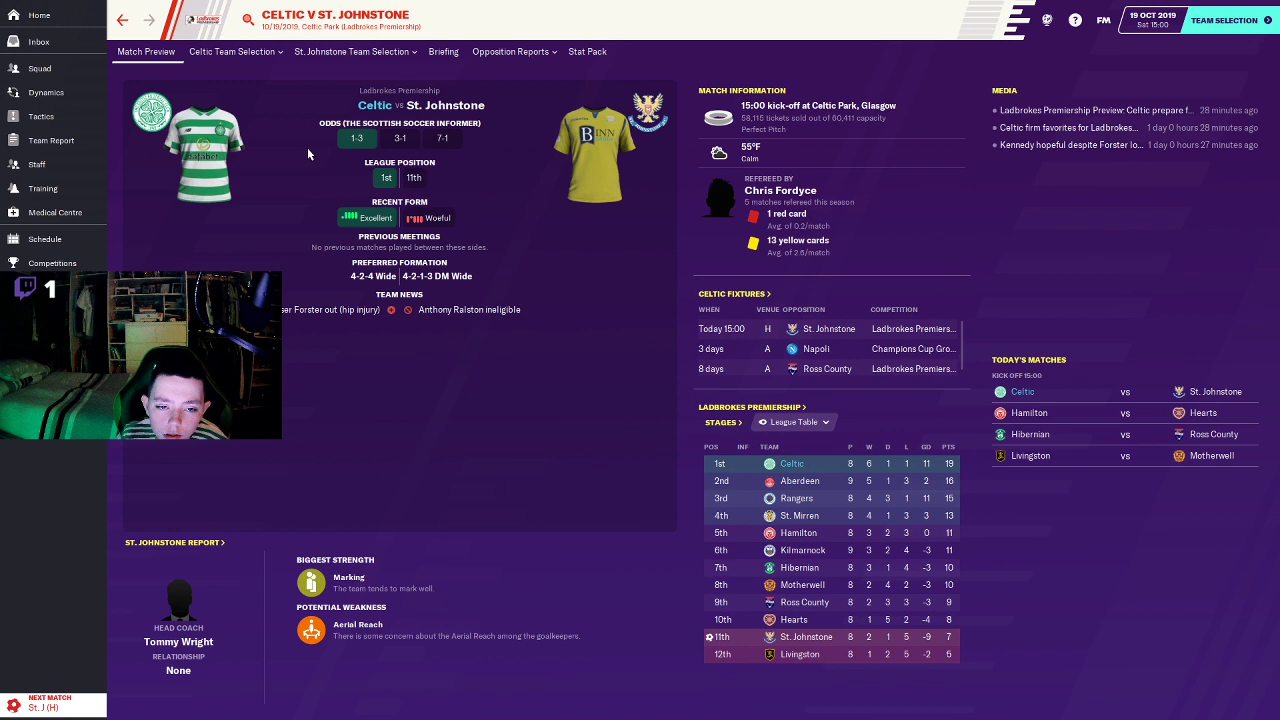 CELTIC V ST. JOHNSTONE
10/19/2019, Celtic Park (Ladbrokes Premiership)
FM
19 OCT 2019
Sat 15:00
TEAM SELECTION
Inbox
Squad
Dynamics
Tactics
Team Report
Staff
Training
Medical Centre
Schedule
Competitions
1
NEXT MATCH
St. J (H)
Match Preview
Celtic Team Selection
St. Johnstone Team Selection
Briefing
Opposition Reports
Stat Pack
Ladbrokes Premiership
Celtic vs St. Johnstone
ODDS (THE SCOTTISH SOCCER INFORMER)
1-3 3-1 7-1
LEAGUE POSITION
1st 11th
RECENT FORM
Excellent Woeful
PREVIOUS MEETINGS
No previous matches played between these sides.
PREFERRED FORMATION
4-2-4 Wide 4-2-1-3 DM Wide
TEAM NEWS
ser Forster out (hip injury) Anthony Ralston ineligible
BINN
ST. JOHNSTONE REPORT
HEAD COACH
Tommy Wright
RELATIONSHIP
None
BIGGEST STRENGTH
Marking
The team tends to mark well.
POTENTIAL WEAKNESS
Aerial Reach
There is some concern about the Aerial Reach among the goalkeepers.
MATCH INFORMATION
15:00 kick-off at Celtic Park, Glasgow
58,115 tickets sold out of 60,411 capacity
Perfect Pitch
55°F
Calm
REFEREED BY
Chris Fordyce
5 matches refereed this season
1 red card
Avg. of 0.2/match
13 yellow cards
Avg. of 2.6/match
CELTIC FIXTURES
WHEN VENUE OPPOSITION COMPETITION
Today 15:00 H St. Johnstone Ladbrokes Premiers...
3 days A Napoli Champions Cup Gro...
8 days A Ross County Ladbrokes Premiers...
LADBROKES PREMIERSHIP
STAGES League Table
POS INF TEAM P W D L GD PTS
1st Celtic 8 6 1 1 11 19
2nd Aberdeen 9 5 1 3 2 16
3rd Rangers 8 4 3 1 11 15
4th St. Mirren 8 4 1 3 3 13
5th Hamilton 8 3 2 3 0 11
6th Kilmarnock 9 3 2 4 -3 11
7th Hibernian 8 3 1 4 -3 10
8th Motherwell 8 2 4 2 -3 10
9th Ross County 8 2 3 3 -3 9
10th Hearts 8 1 5 2 -4 8
11th St. Johnstone 8 2 1 5 -9 7
12th Livingston 8 1 2 5 -2 5
MEDIA
Ladbrokes Premiership Preview: Celtic prepare f... 28 minutes ago
Celtic firm favorites for Ladbrokes... 1 day 0 hours 28 minutes ago
Kennedy hopeful despite Forster lo... 1 day 0 hours 27 minutes ago
TODAY'S MATCHES
KICK OFF 15:00
Celtic vs St. Johnstone
Hamilton vs Hearts
Hibernian vs Ross County
Livingston vs Motherwell